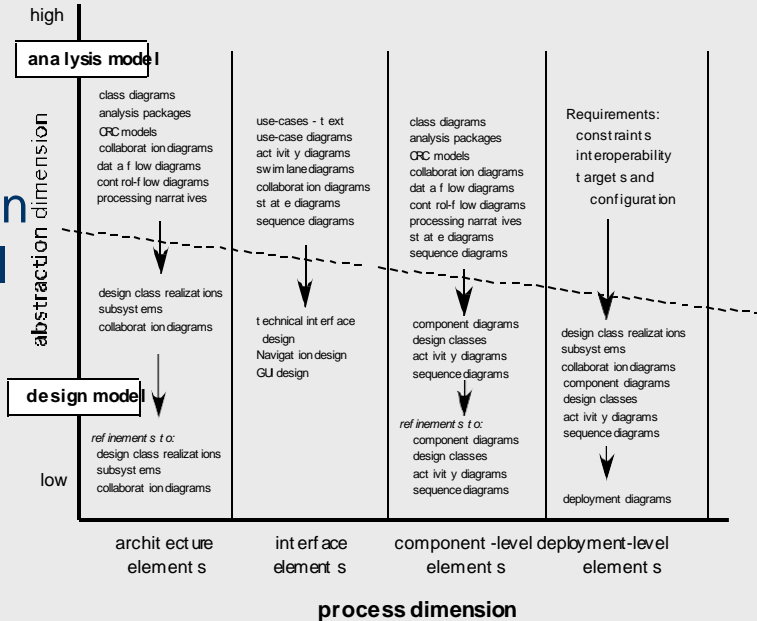 high
analysis model
abstraction dimension
n
class diagrams
analysis packages
CRC models
collaboration diagrams
data flow diagrams
control-flow diagrams
processing narratives
design class realizations
subsystems
collaboration diagrams
design model
refinements to:
design class realizations
subsystems
collaboration diagrams
low
use-cases - text
use-case diagrams
activity diagrams
swim lane diagrams
collaboration diagrams
state diagrams
sequence diagrams
technical interface
design
Navigation design
GUI design
class diagrams
analysis packages
CRC models
collaboration diagrams
data flow diagrams
control-flow diagrams
processing narratives
state diagrams
sequence diagrams
component diagrams
design classes
activity diagrams
sequence diagrams
refinements to:
component diagrams
design classes
activity diagrams
sequence diagrams
Requirements:
constraints
interoperability
targets and
configuration
design class realizations
subsystems
collaboration diagrams
component diagrams
design classes
activity diagrams
sequence diagrams
deployment diagrams
architecture
elements
interface
elements
component-level
elements
deployment-level
elements
process dimension